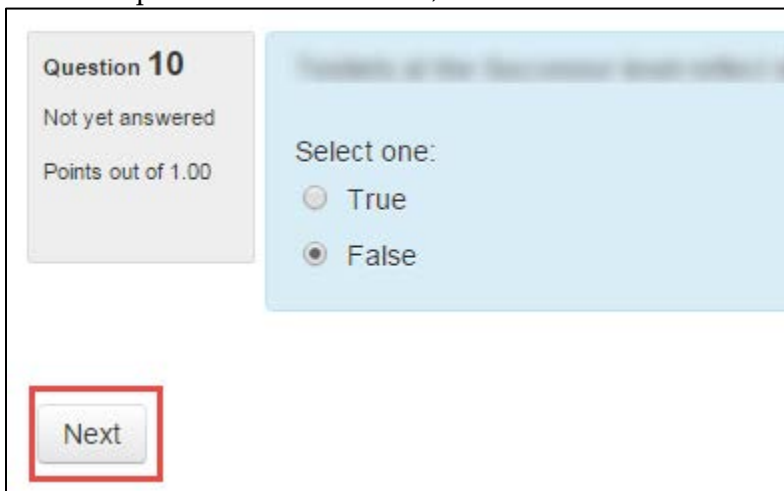 Question 10
Not yet answered
Points out of 1.00
Select one:
True
False
Next